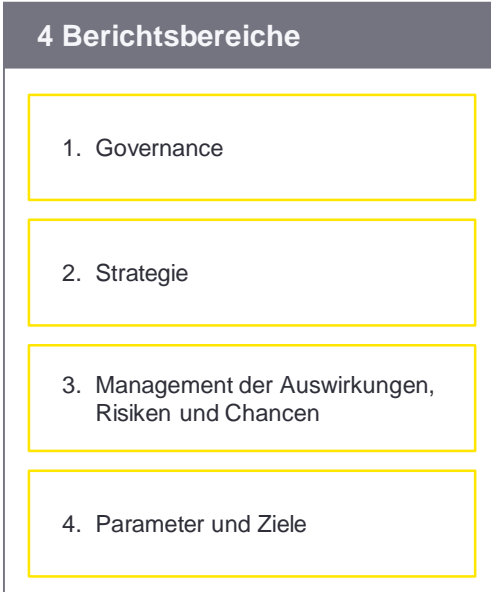 4 Berichtsbereiche
1. Governance
2. Strategie
3. Management der Auswirkungen,
Risiken und Chancen
4. Parameter und Ziele